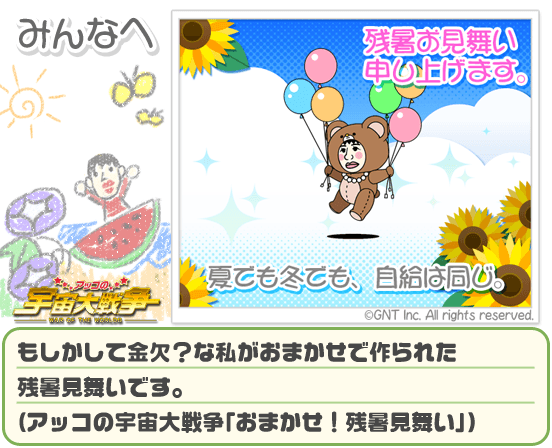 みんなへ
残暑お見舞い
申し上げます。
夏でも冬でも、自給は同じ。
©GNT Inc. All rights reserved.
アッコの
宇宙大戦争
WAR OF THE WORLDS
もしかして金欠？な私がおまかせで作られた
残暑見舞いです。
(アッコの宇宙大戦争「おまかせ！残暑見舞い」)